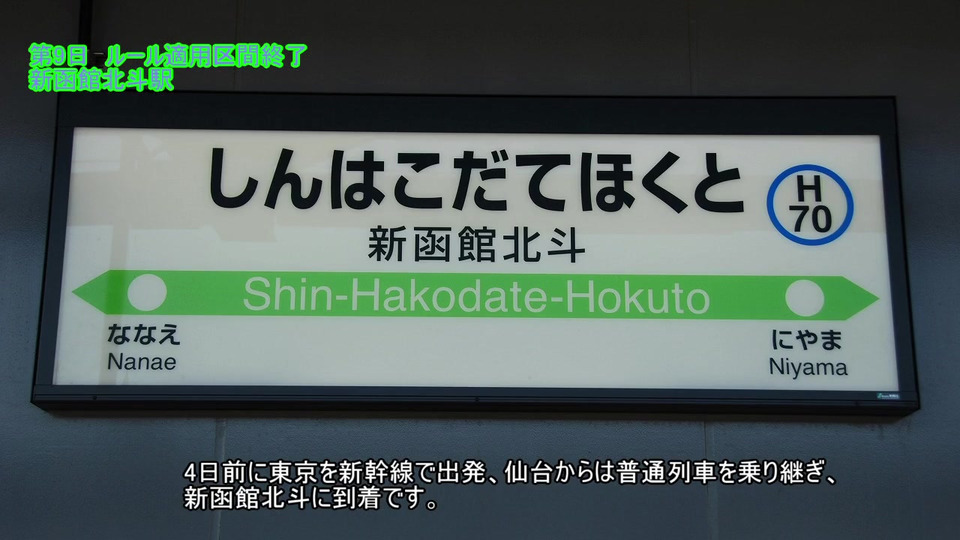 第9日 ルール適用区間終了
新函館北斗駅
しんはこだてほくと
H
70
新函館北斗
Shin-Hakodate-Hokuto
ななえ
Nanae
にやま
Niyama
4日前に東京を新幹線で出発、仙台からは普通列車を乗り継ぎ、
新函館北斗に到着です。